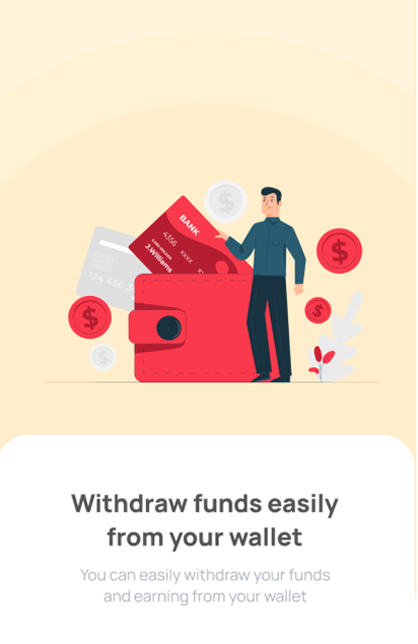 BANK
4356 XXXX
J.Williams
124 456
Withdraw funds easily
from your wallet
You can easily withdraw your funds
and earning from your wallet